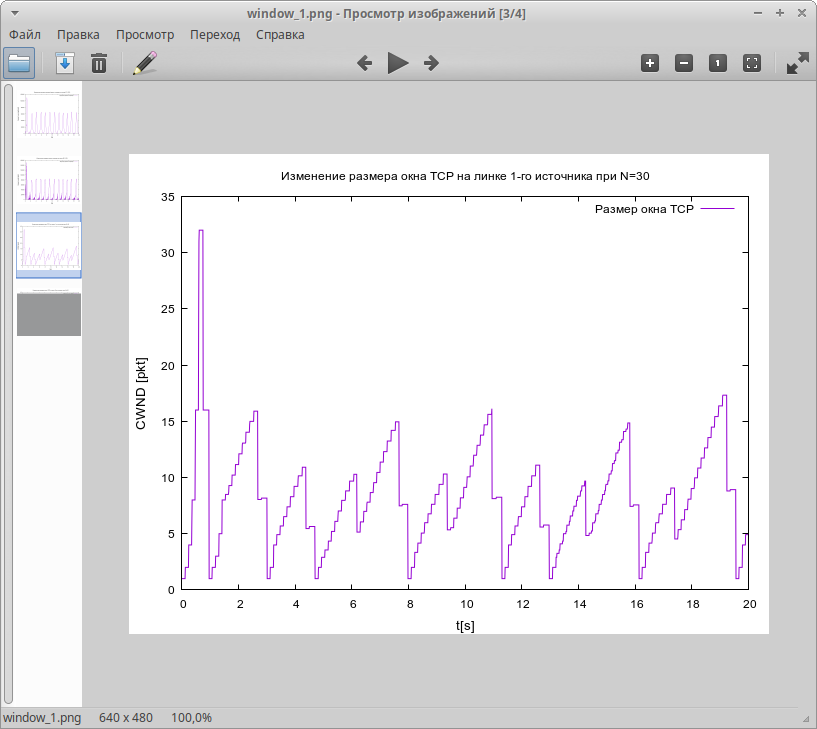 window_1.png - Просмотр изображений [3/4]
Файл Правка Просмотр Переход Справка
1
Изменение размера окна TCP на линке 1-го источника при N=30
Размер окна TCP
35
30
25
20
15
10
5
0
CWND [pkt]
0 2 4 6 8 10 12 14 16 18 20
t[s]
window_1.png 640 x 480 100,0%